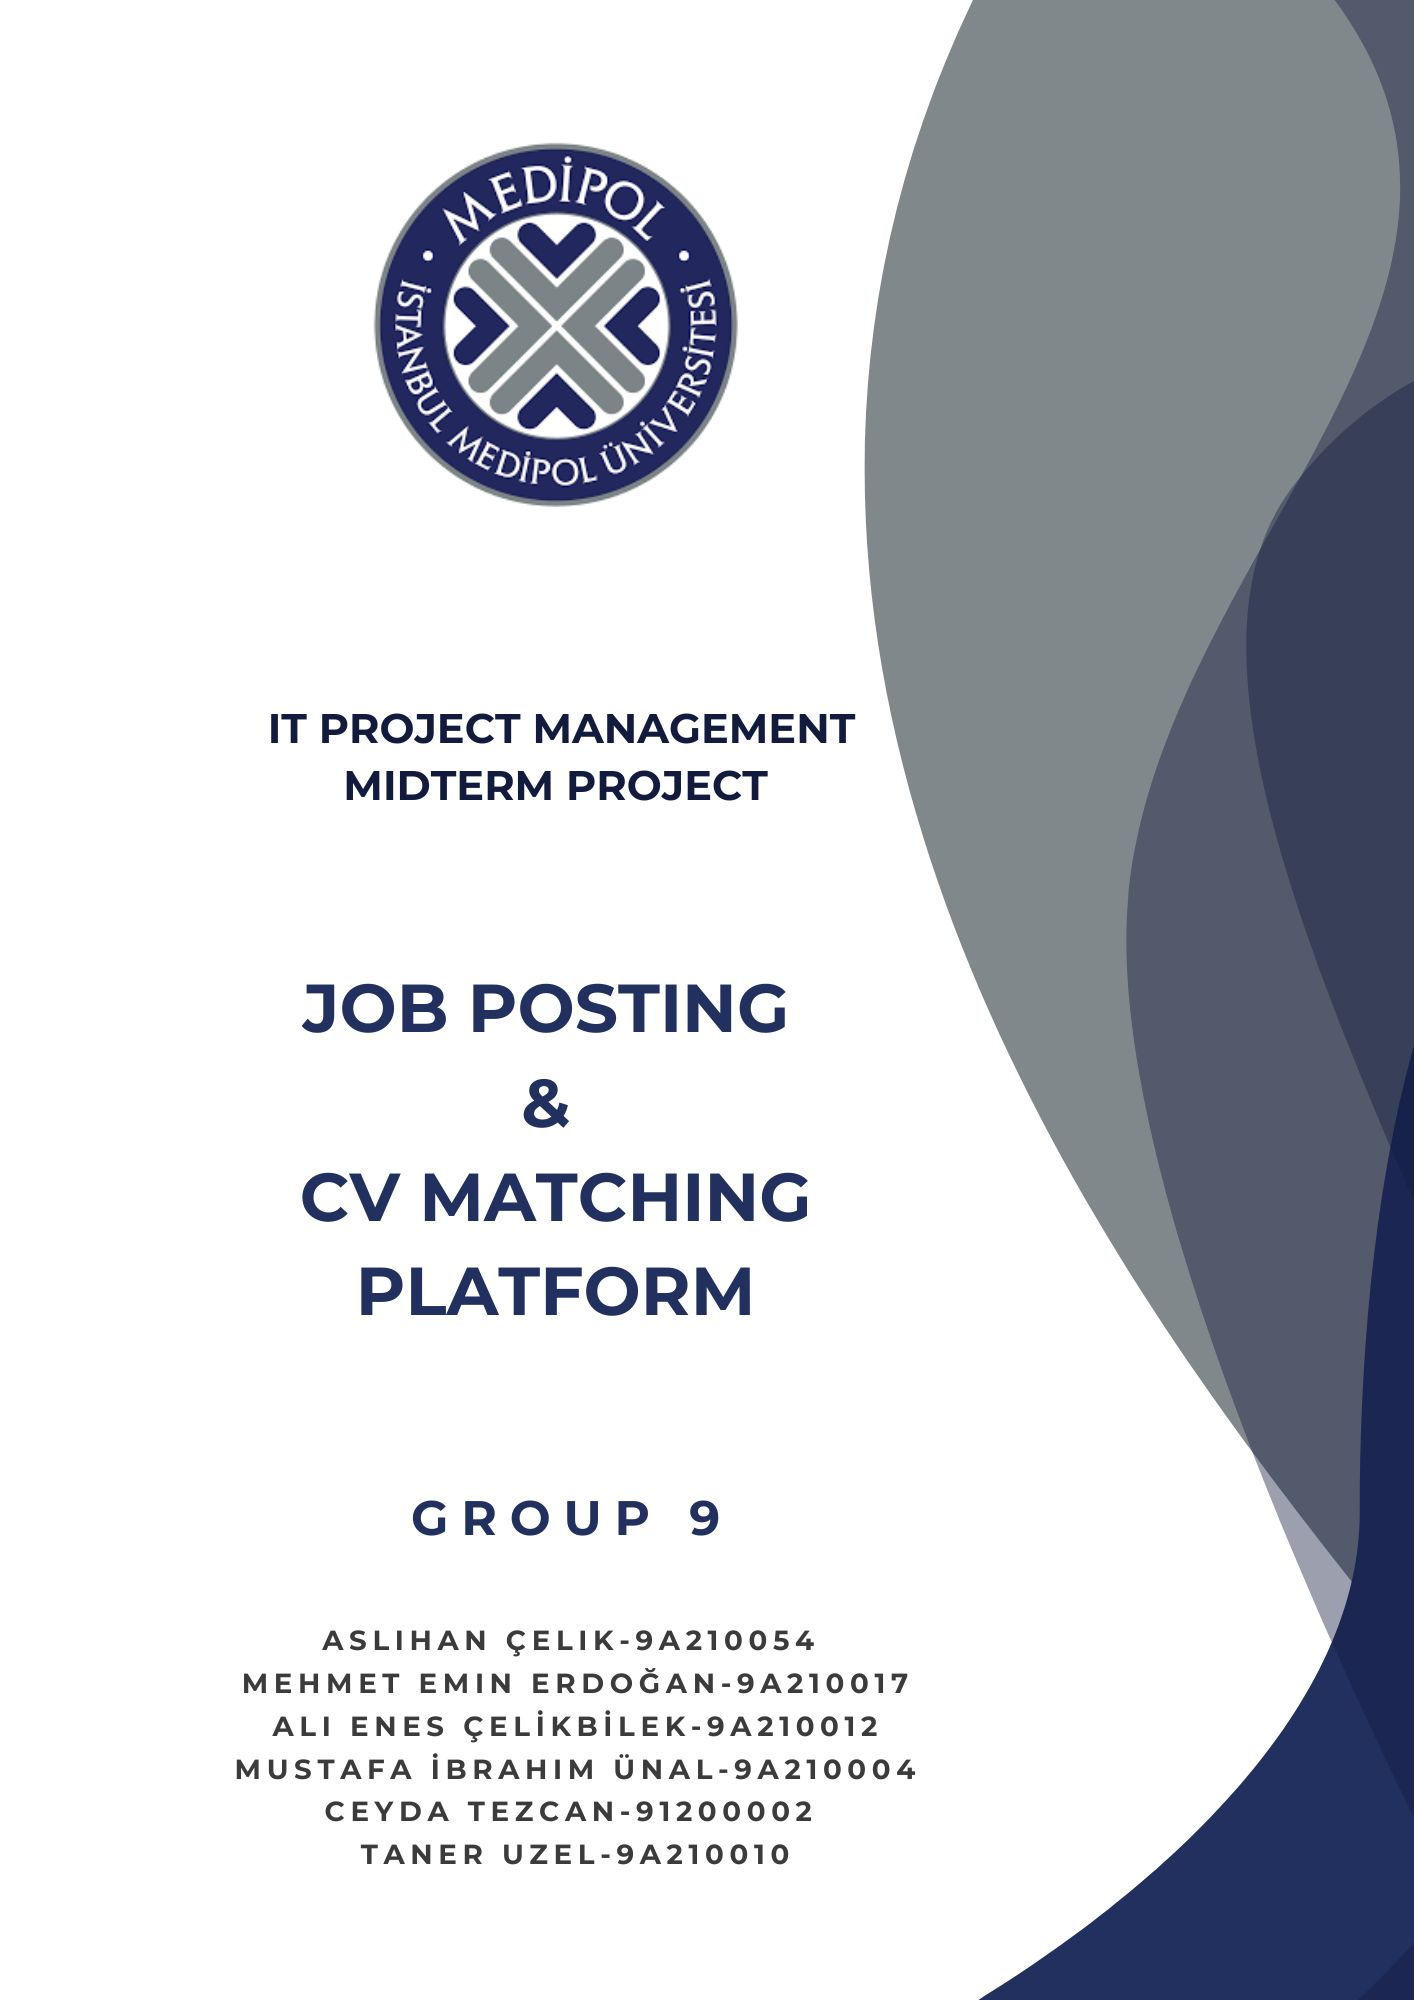 MEDİPOL
İSTANBUL MEDİPOL ÜNİVERSİTESİ
IT PROJECT MANAGEMENT
MIDTERM PROJECT
JOB POSTING
&
CV MATCHING
PLATFORM
GROUP 9
ASLIHAN ÇELIK-9A210054
MEHMET EMIN ERDOĞAN-9A210017
ALI ENES ÇELİKBİLEK-9A210012
MUSTAFA İBRAHIM ÜNAL-9A210004
CEYDA TEZCAN-91200002
TANER UZEL-9A210010